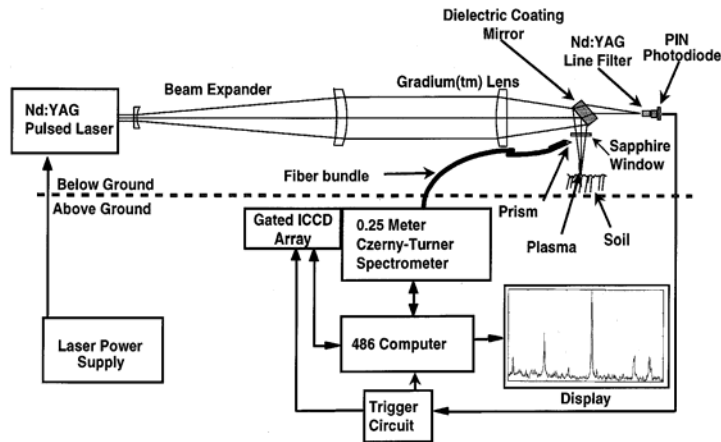 Dielectric Coating
Mirror
Nd:YAG
Line Filter
PIN
Photodiode
Beam Expander
Gradium(tm) Lens
Nd:YAG
Pulsed Laser
Sapphire
Window
Fiber bundle
Below Ground
Above Ground
Prism
Plasma
Soil
Gated ICCD
Array
0.25 Meter
Czerny-Turner
Spectrometer
Laser Power
Supply
486 Computer
Display
Trigger
Circuit